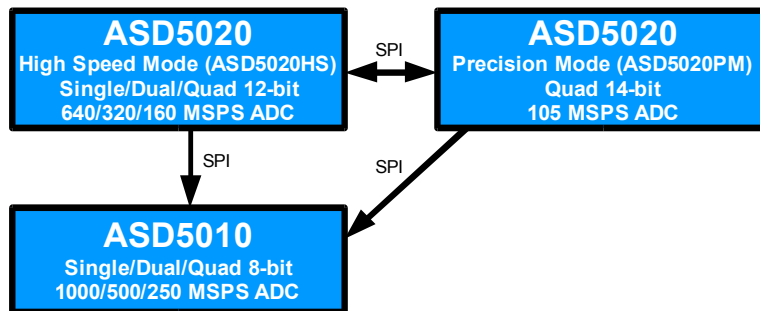 ASD5020
High Speed Mode (ASD5020HS)
Single/Dual/Quad 12-bit
640/320/160 MSPS ADC
SPI
ASD5020
Precision Mode (ASD5020PM)
Quad 14-bit
105 MSPS ADC
SPI
SPI
ASD5010
Single/Dual/Quad 8-bit
1000/500/250 MSPS ADC